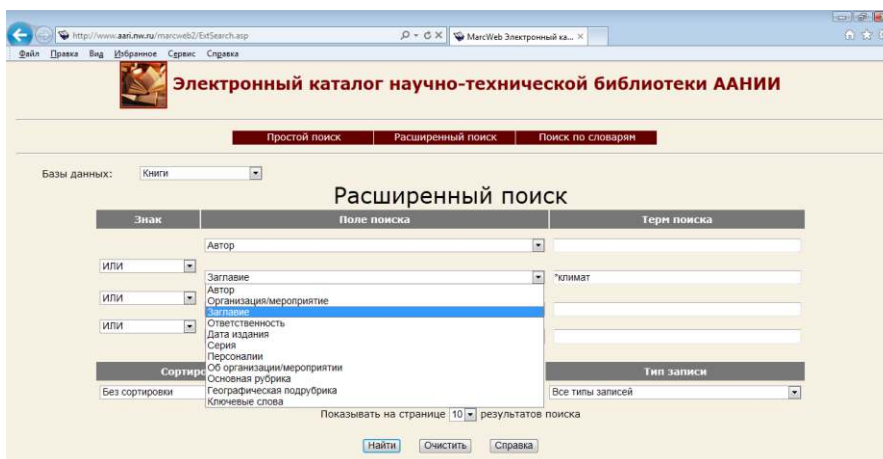 http://www.aari.nw.ru/marcweb2/ExtSearch.asp
MarcWeb Электронный ка...
Файл Правка Вид Избранное Сервис Справка
Электронный каталог научно-технической библиотеки ААНИИ
Простой поиск Расширенный поиск Поиск по словарям
Базы данных: Книги
Расширенный поиск
Знак Поле поиска Терм поиска
Автор
ИЛИ
Заглавие *климат
Автор
ИЛИ Организация/мероприятие
Заглавие
ИЛИ Ответственность
Дата издания
Серия
Персоналии
Сортиро Об организации/мероприятии Тип записи
Основная рубрика
Без сортировки Географическая подрубрика Все типы записей
Ключевые слова
Показывать на странице 10 результатов поиска
Найти Очистить Справка